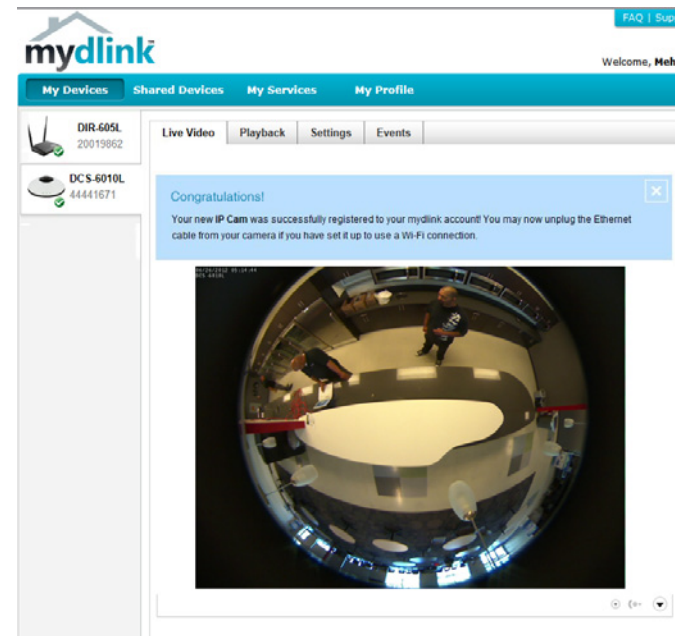 FAQ | Sup
mydlink
Welcome, Meh
My Devices Shared Devices My Services My Profile
DIR-605L
20019862
DCS-6010L
44441671
Live Video Playback Settings Events
Congratulations!
Your new IP Cam was successfully registered to your mydlink account! You may now unplug the Ethernet
cable from your camera if you have set it up to use a Wi-Fi connection.